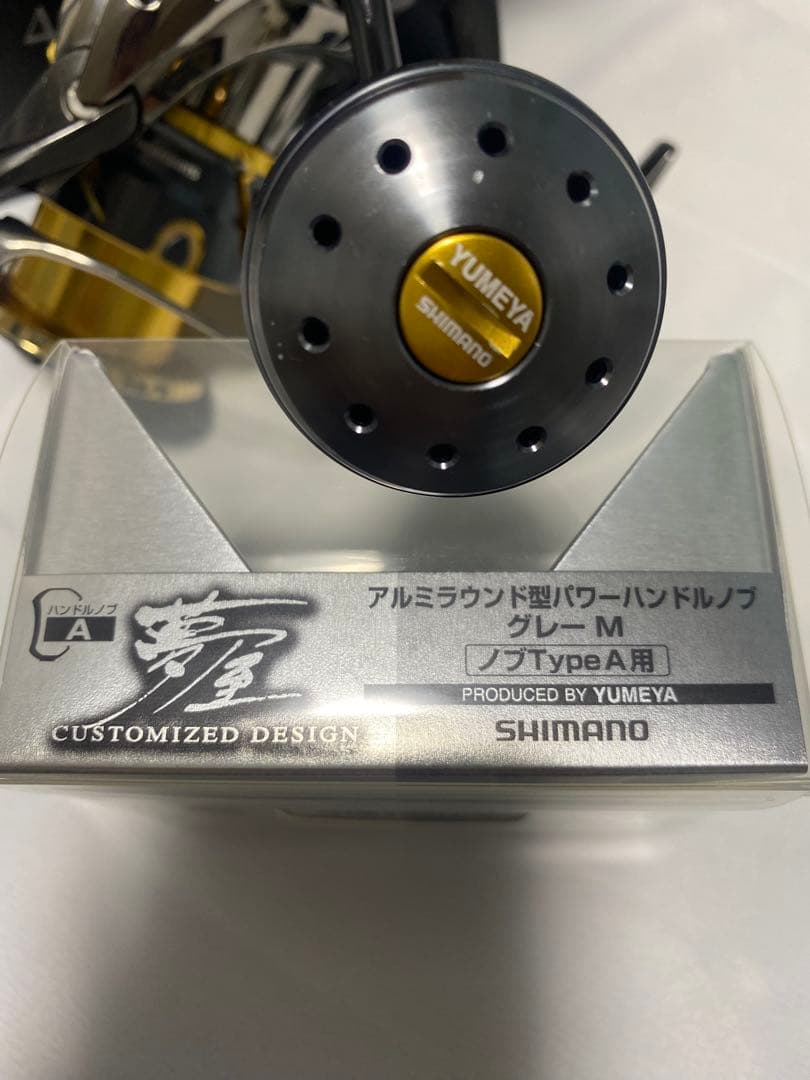 YUMEYA
SHIMANO
ハンドルノブ
A
夢屋
CUSTOMIZED DESIGN
アルミラウンド型パワーハンドルノブ
グレー M
ノブTypeA用
PRODUCED BY YUMEYA
SHIMANO